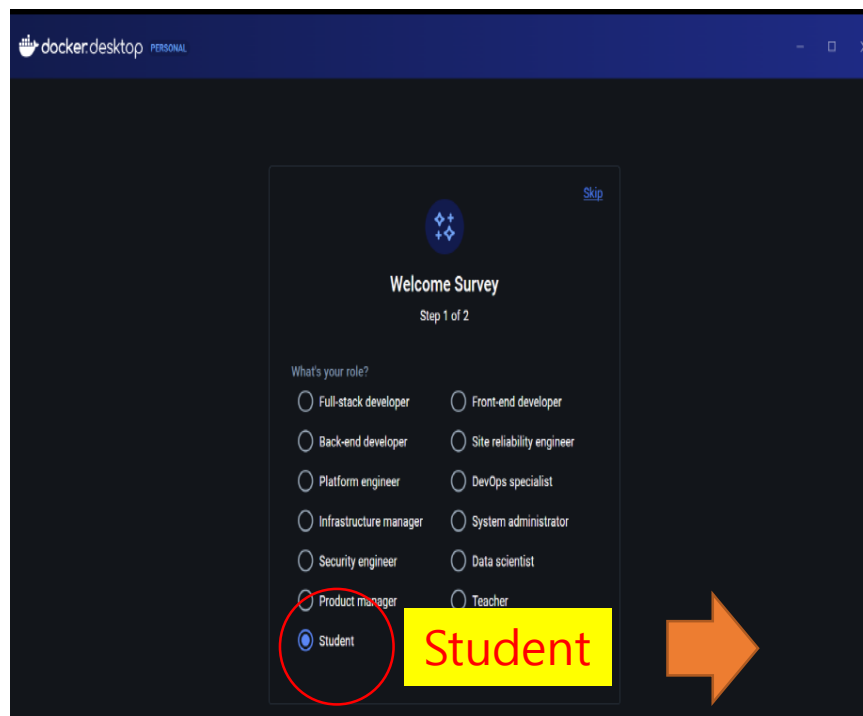 docker.desktop PERSONAL
Skip
Welcome Survey
Step 1 of 2
What's your role?
Full-stack developer Front-end developer
Back-end developer Site reliability engineer
Platform engineer DevOps specialist
Infrastructure manager System administrator
Security engineer Data scientist
Product manager Teacher
Student
Student